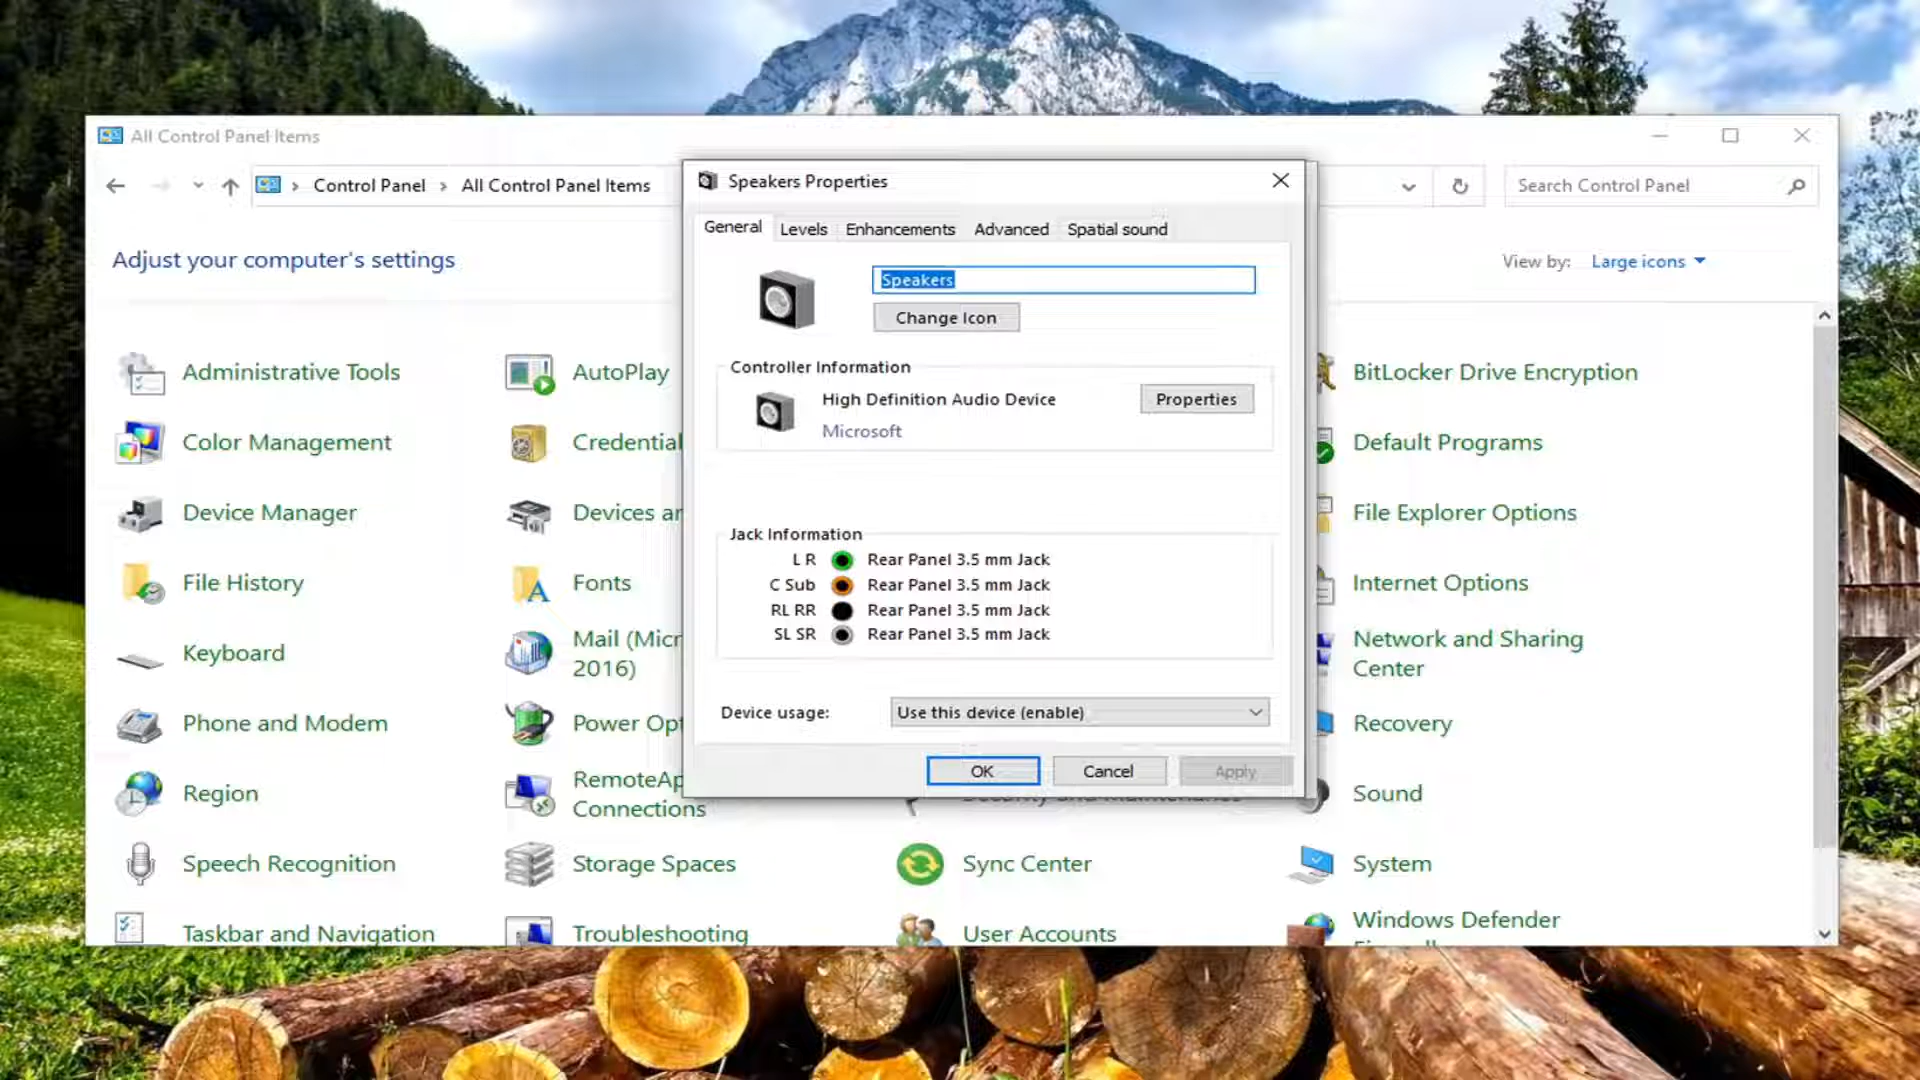 All Control Panel Items
Control Panel All Control Panel Items
Search Control Panel
Adjust your computer's settings
View by: Large icons
Speakers Properties
General Levels Enhancements Advanced Spatial sound
Speakers
Change Icon
Controller Information
High Definition Audio Device
Properties
Microsoft
Jack Information
L R Rear Panel 3.5 mm Jack
C Sub Rear Panel 3.5 mm Jack
RL RR Rear Panel 3.5 mm Jack
SL SR Rear Panel 3.5 mm Jack
Device usage: Use this device (enable)
OK Cancel Apply
Administrative Tools
AutoPlay
BitLocker Drive Encryption
Color Management
Credential
Default Programs
Device Manager
Devices ar
File Explorer Options
File History
Fonts
Internet Options
Keyboard
Mail (Micr
2016)
Network and Sharing
Center
Phone and Modem
Power Opt
Recovery
Region
RemoteAp
Connections
Sound
Speech Recognition
Storage Spaces
Sync Center
System
Taskbar and Navigation
Troubleshooting
User Accounts
Windows Defender